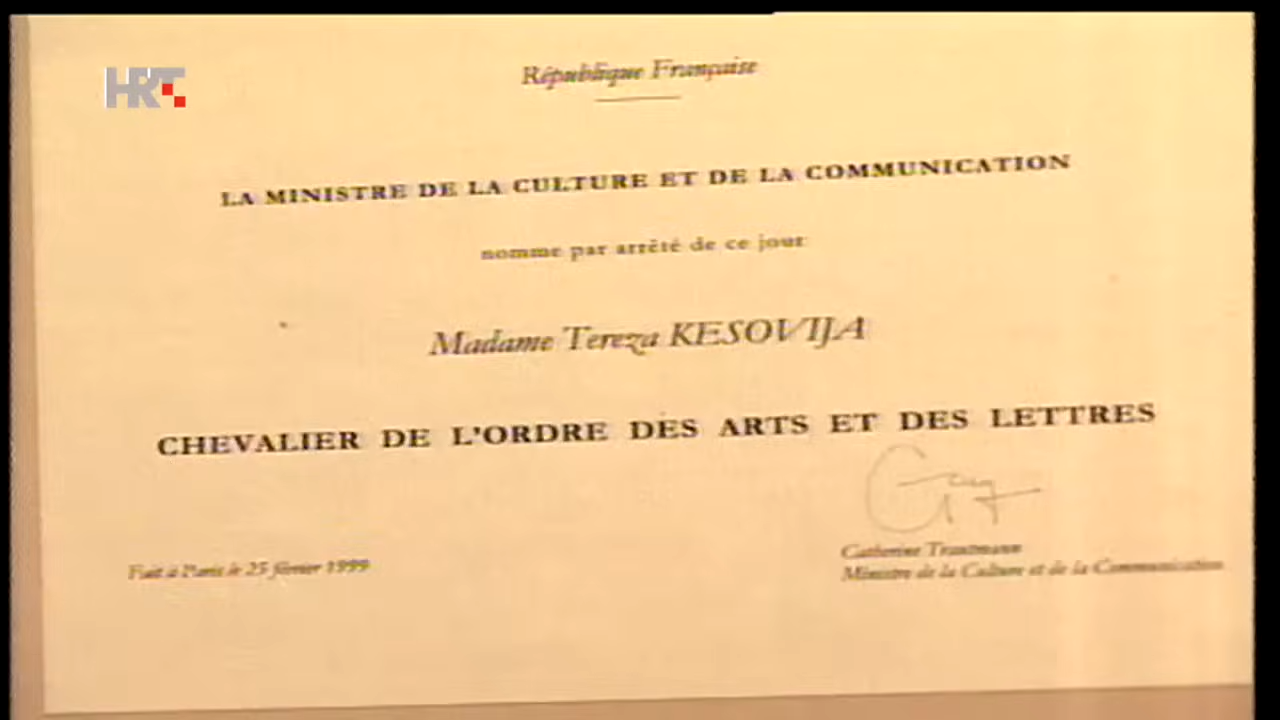 HRT
République Française
LA MINISTRE DE LA CULTURE ET DE LA COMMUNICATION
nomme par arrêté de ce jour
Madame Tereza KESOVIJA
CHEVALIER DE L'ORDRE DES ARTS ET DES LETTRES
Fait à Paris le 25 février 1999
Catherine Trautmann
Ministre de la Culture et de la Communication